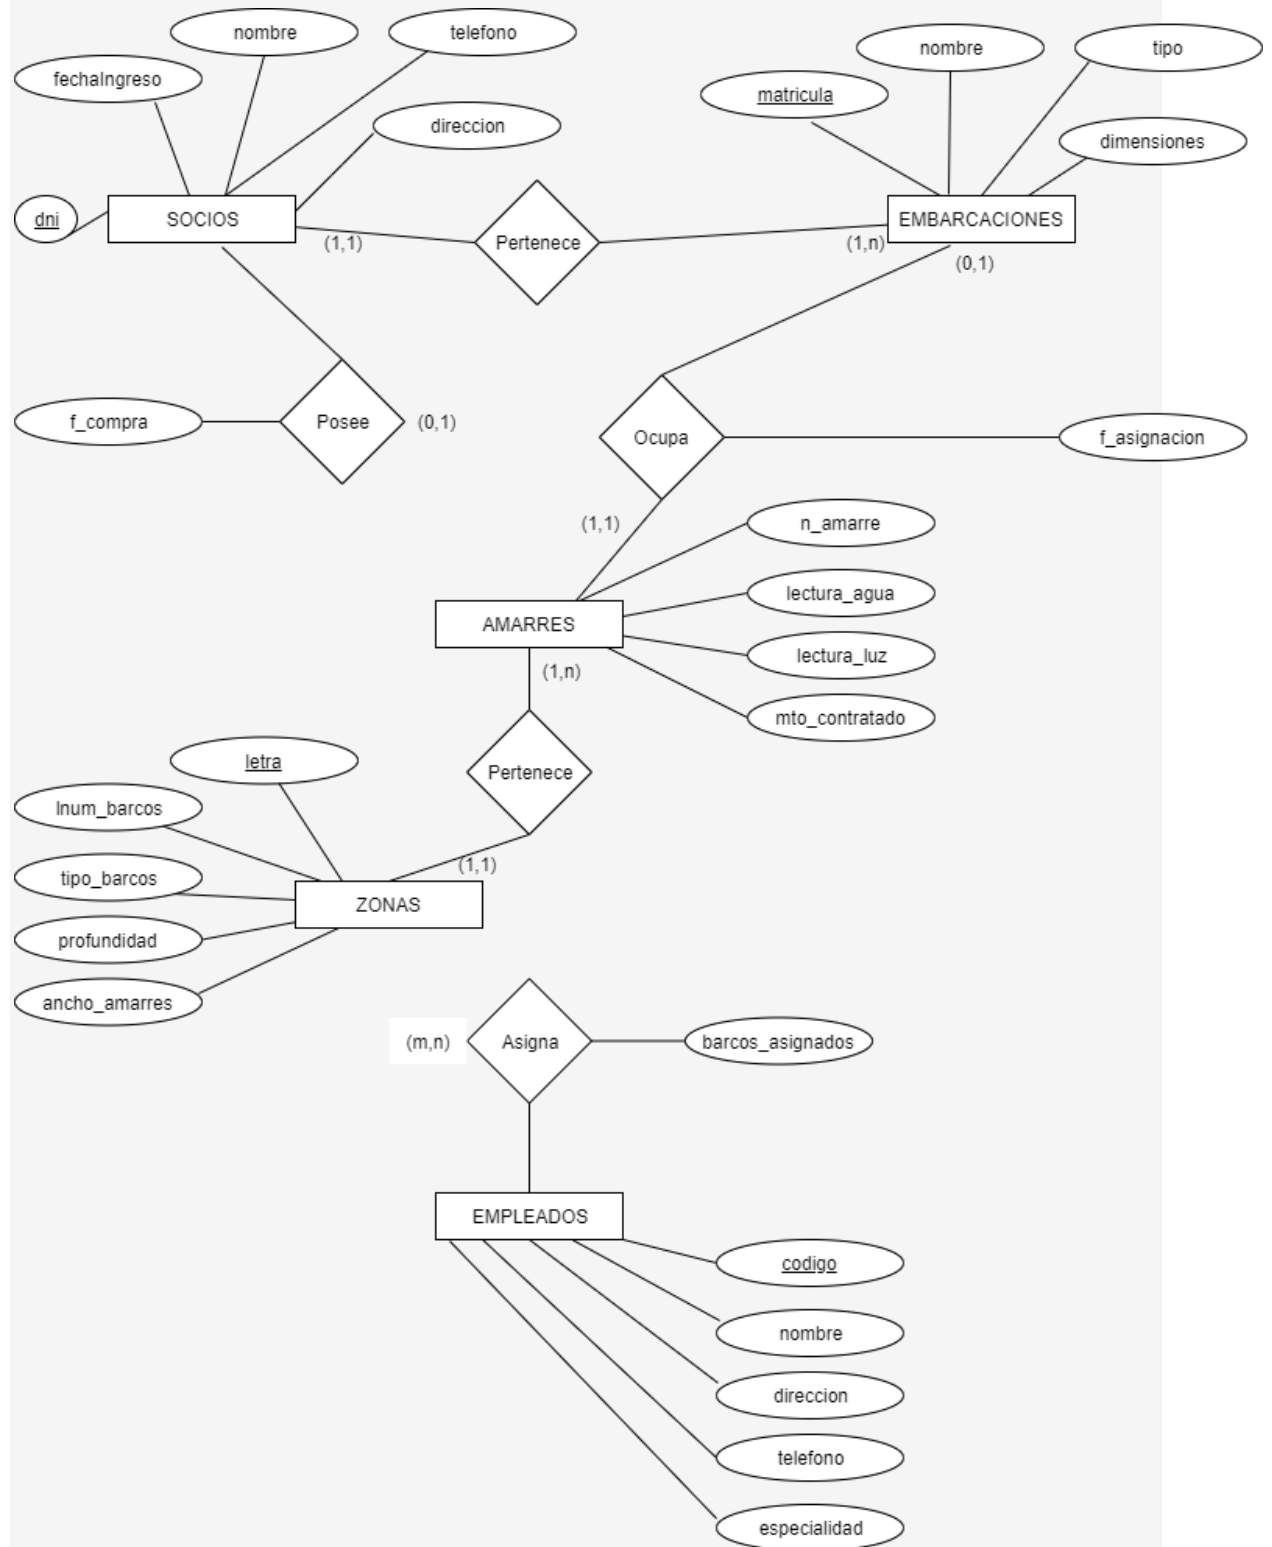 nombre
telefono
fechaIngreso
direccion
dni
SOCIOS
(1,1)
Pertenece
(1,n)
nombre
tipo
matricula
dimensiones
EMBARCACIONES
(0,1)
f_compra
Posee
(0,1)
Ocupa
f_asignacion
(1,1)
n_amarre
lectura_agua
AMARRES
lectura_luz
(1,n)
mto_contratado
letra
Pertenece
lnum_barcos
(1,1)
tipo_barcos
ZONAS
profundidad
ancho_amarres
(m,n)
Asigna
barcos_asignados
EMPLEADOS
codigo
nombre
direccion
telefono
especialidad